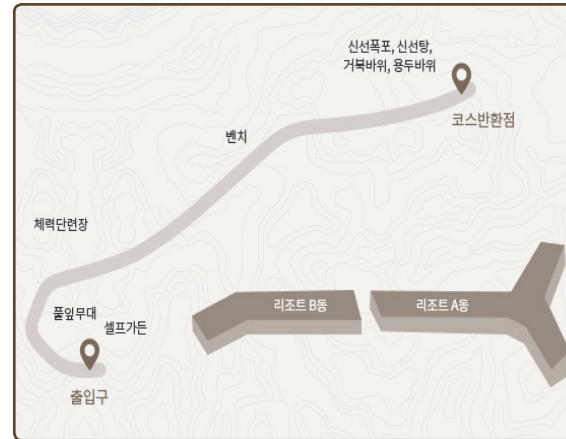 신선폭포, 신선탕,
거북바위, 용두바위
코스반환점
벤치
체력단련장
리조트 B동
리조트 A동
풀잎무대
셀프가든
출입구